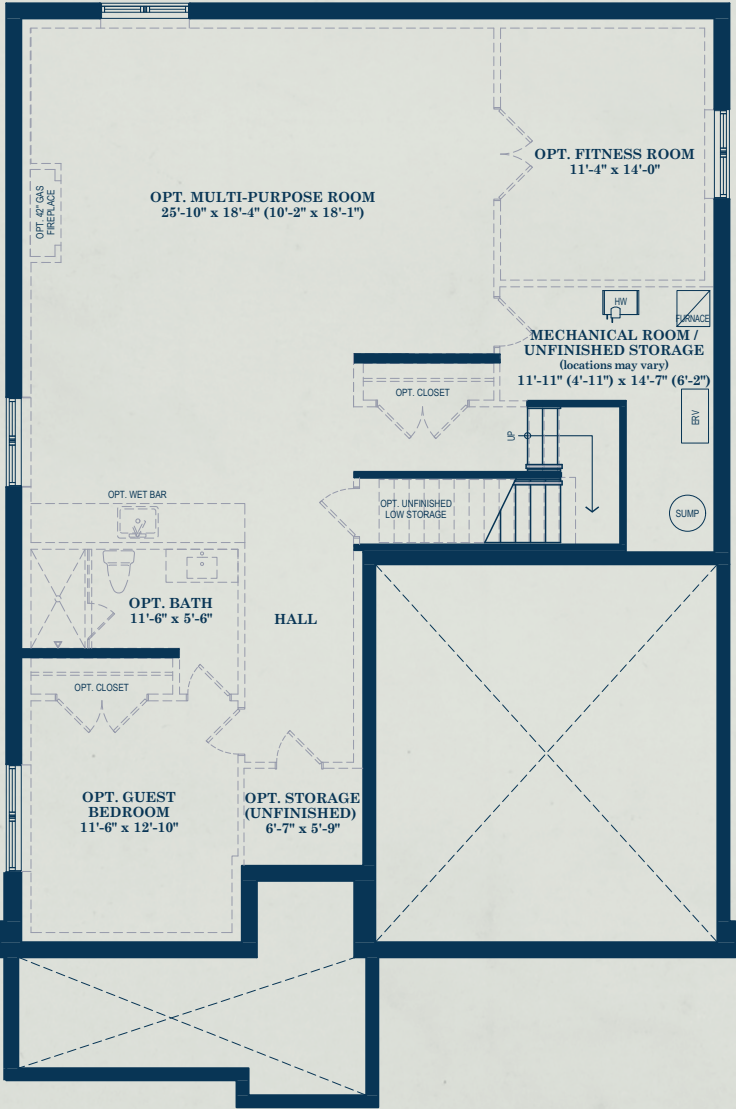 OPT. FITNESS ROOM
11'-4" x 14'-0"
OPT. MULTI-PURPOSE ROOM
25'-10" x 18'-4" (10'-2" x 18'-1")
OPT. 42" GAS
FIREPLACE
HW
FURNACE
MECHANICAL ROOM /
UNFINISHED STORAGE
(locations may vary)
11'-11" (4'-11") x 14'-7" (6'-2")
OPT. CLOSET
ERV
UP
OPT. WET BAR
OPT. UNFINISHED
LOW STORAGE
SUMP
OPT. BATH
11'-6" x 5'-6"
HALL
OPT. CLOSET
OPT. GUEST
BEDROOM
11'-6" x 12'-10"
OPT. STORAGE
(UNFINISHED)
6'-7" x 5'-9"